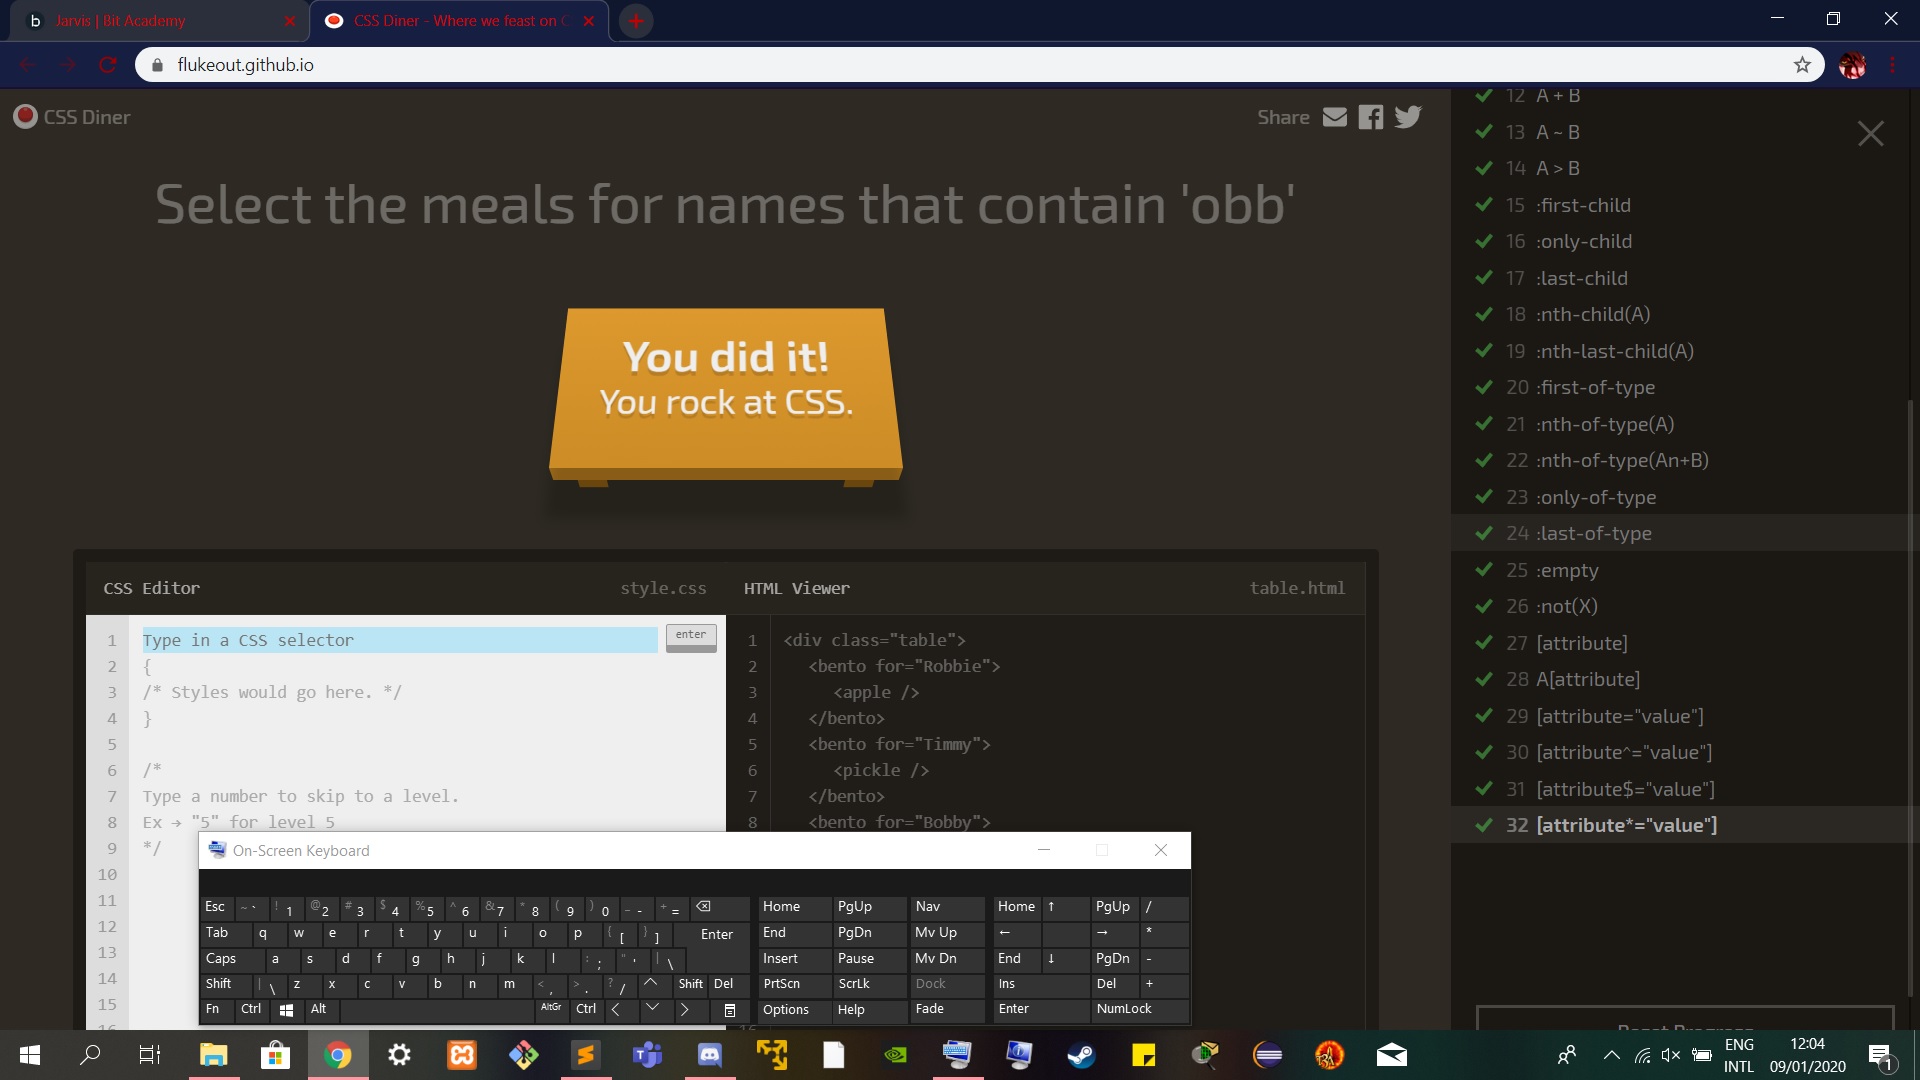 Jarvis | Bit Academy
CSS Diner - Where we feast on C
flukeout.github.io
CSS Diner
Share
Select the meals for names that contain 'obb'
You did it!
You rock at CSS.
CSS Editor
style.css
HTML Viewer
table.html
1 Type in a CSS selector
enter
2 {
3 /* Styles would go here. */
4 }
5
6 /*
7 Type a number to skip to a level.
8 Ex → "5" for level 5
9 */
10
11
12
13
14
15
1 <div class="table">
2 <bento for="Robbie">
3 <apple />
4 </bento>
5 <bento for="Timmy">
6 <pickle />
7 </bento>
8 <bento for="Bobby">
12 A + B
13 A ~ B
14 A > B
15 :first-child
16 :only-child
17 :last-child
18 :nth-child(A)
19 :nth-last-child(A)
20 :first-of-type
21 :nth-of-type(A)
22 :nth-of-type(An+B)
23 :only-of-type
24 :last-of-type
25 :empty
26 :not(X)
27 [attribute]
28 A[attribute]
29 [attribute="value"]
30 [attribute^="value"]
31 [attribute$="value"]
32 [attribute*="value"]
On-Screen Keyboard
Esc ~ ` ! 1 @ 2 # 3 $ 4 % 5 ^ 6 & 7 * 8 ( 9 ) 0 _ - + = Home PgUp Nav Home ↑ PgUp /
Tab q w e r t y u i o p { [ } ] Enter End PgDn Mv Up ← → *
Caps a s d f g h j k l : ; " ' | \ Insert Pause Mv Dn End ↓ PgDn -
Shift | \ z x c v b n m < , > . ? / Shift Del PrtScn ScrLk Dock Ins Del +
Fn Ctrl Alt AltGr Ctrl Options Help Fade Enter NumLock
ENG
INTL
12:04
09/01/2020
1